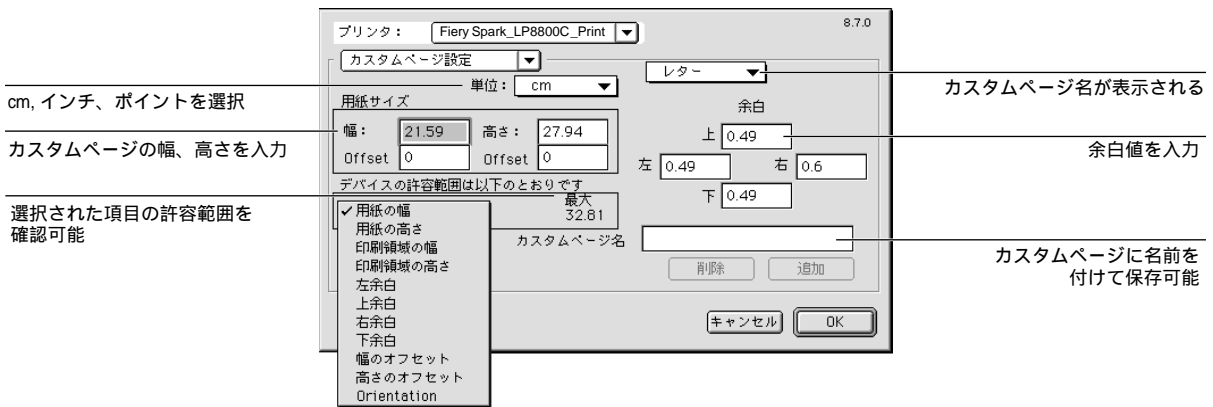 8.7.0
プリンタ： Fiery Spark_LP8800C_Print
カスタムページ設定
レター
単位： cm
用紙サイズ
幅： 21.59 高さ： 27.94
Offset 0 Offset 0
余白
上 0.49
左 0.49 右 0.6
下 0.49
デバイスの許容範囲は以下のとおりです
最大
32.81
✓用紙の幅
用紙の高さ
印刷領域の幅
印刷領域の高さ
左余白
上余白
右余白
下余白
幅のオフセット
高さのオフセット
Orientation
カスタムページ名
削除 追加
キャンセル OK
cm, インチ、ポイントを選択
カスタムページの幅、高さを入力
選択された項目の許容範囲を
確認可能
カスタムページ名が表示される
余白値を入力
カスタムページに名前を
付けて保存可能